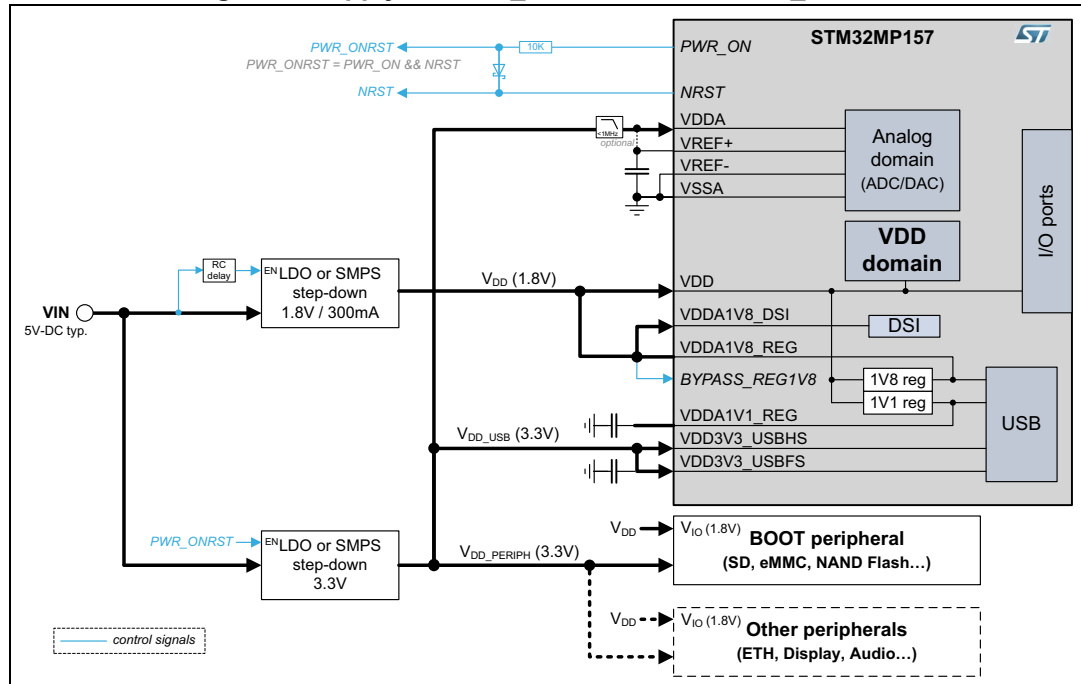 PWR_ONRST
PWR_ONRST = PWR_ON && NRST
NRST
10K
PWR_ON
NRST
STM32MP157
ST
<1MHz
optional
VDDA
VREF+
VREF-
VSSA
Analog
domain
(ADC/DAC)
I/O ports
VDD
domain
RC
delay
EN
LDO or SMPS
step-down
1.8V / 300mA
VIN
5V-DC typ.
VDD (1.8V)
VDD
VDDA1V8_DSI
DSI
VDDA1V8_REG
BYPASS_REG1V8
1V8 reg
1V1 reg
USB
VDDA1V1_REG
VDD_USB (3.3V)
VDD3V3_USBHS
VDD3V3_USBFS
PWR_ONRST
EN
LDO or SMPS
step-down
3.3V
VDD_PERIPH (3.3V)
VDD
VIO (1.8V)
BOOT peripheral
(SD, eMMC, NAND Flash…)
VDD
VIO (1.8V)
Other peripherals
(ETH, Display, Audio…)
control signals